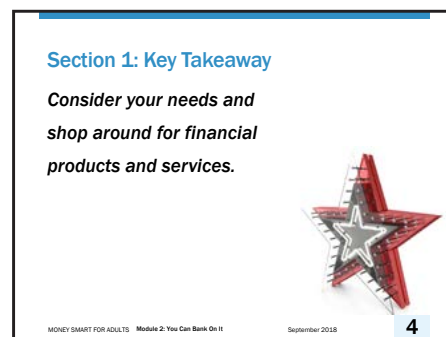 Section 1: Key Takeaway
Consider your needs and
shop around for financial
products and services.
MONEY SMART FOR ADULTS Module 2: You Can Bank On It September 2018 4